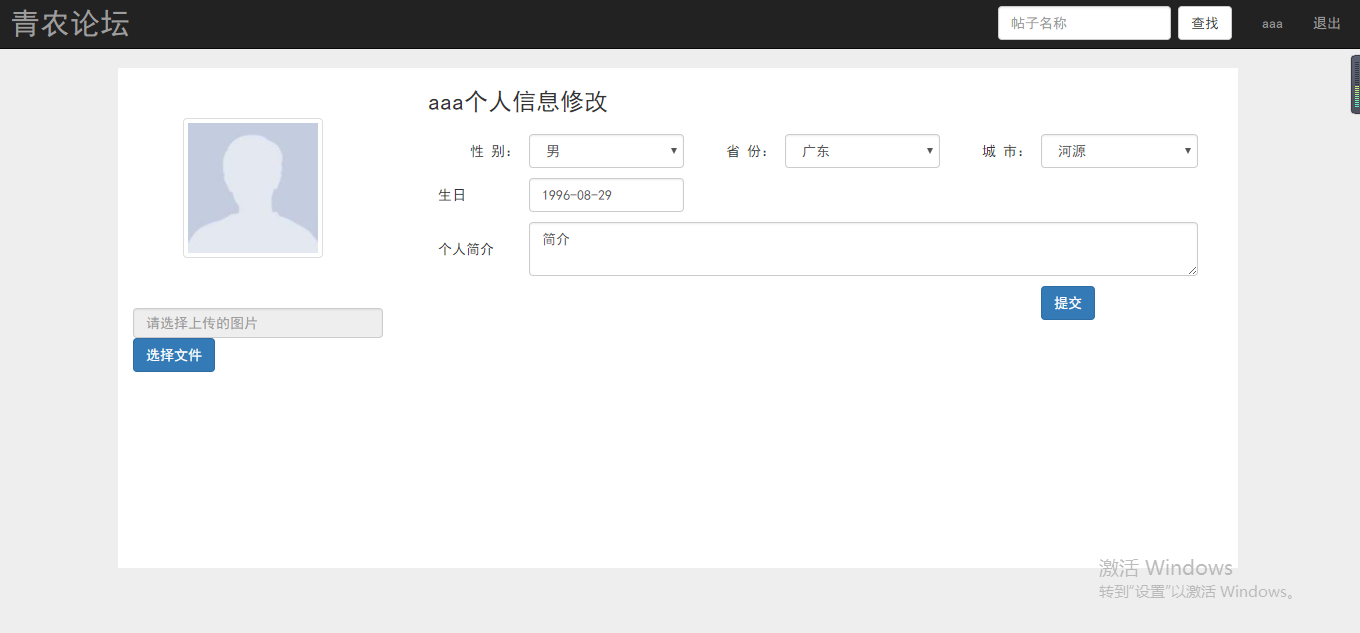 青农论坛
帖子名称 查找 aaa 退出
aaa个人信息修改
性 别： 男 省 份： 广东 城 市： 河源
生日 1996-08-29
个人简介 简介
提交
请选择上传的图片
选择文件
激活 Windows
转到"设置"以激活 Windows。